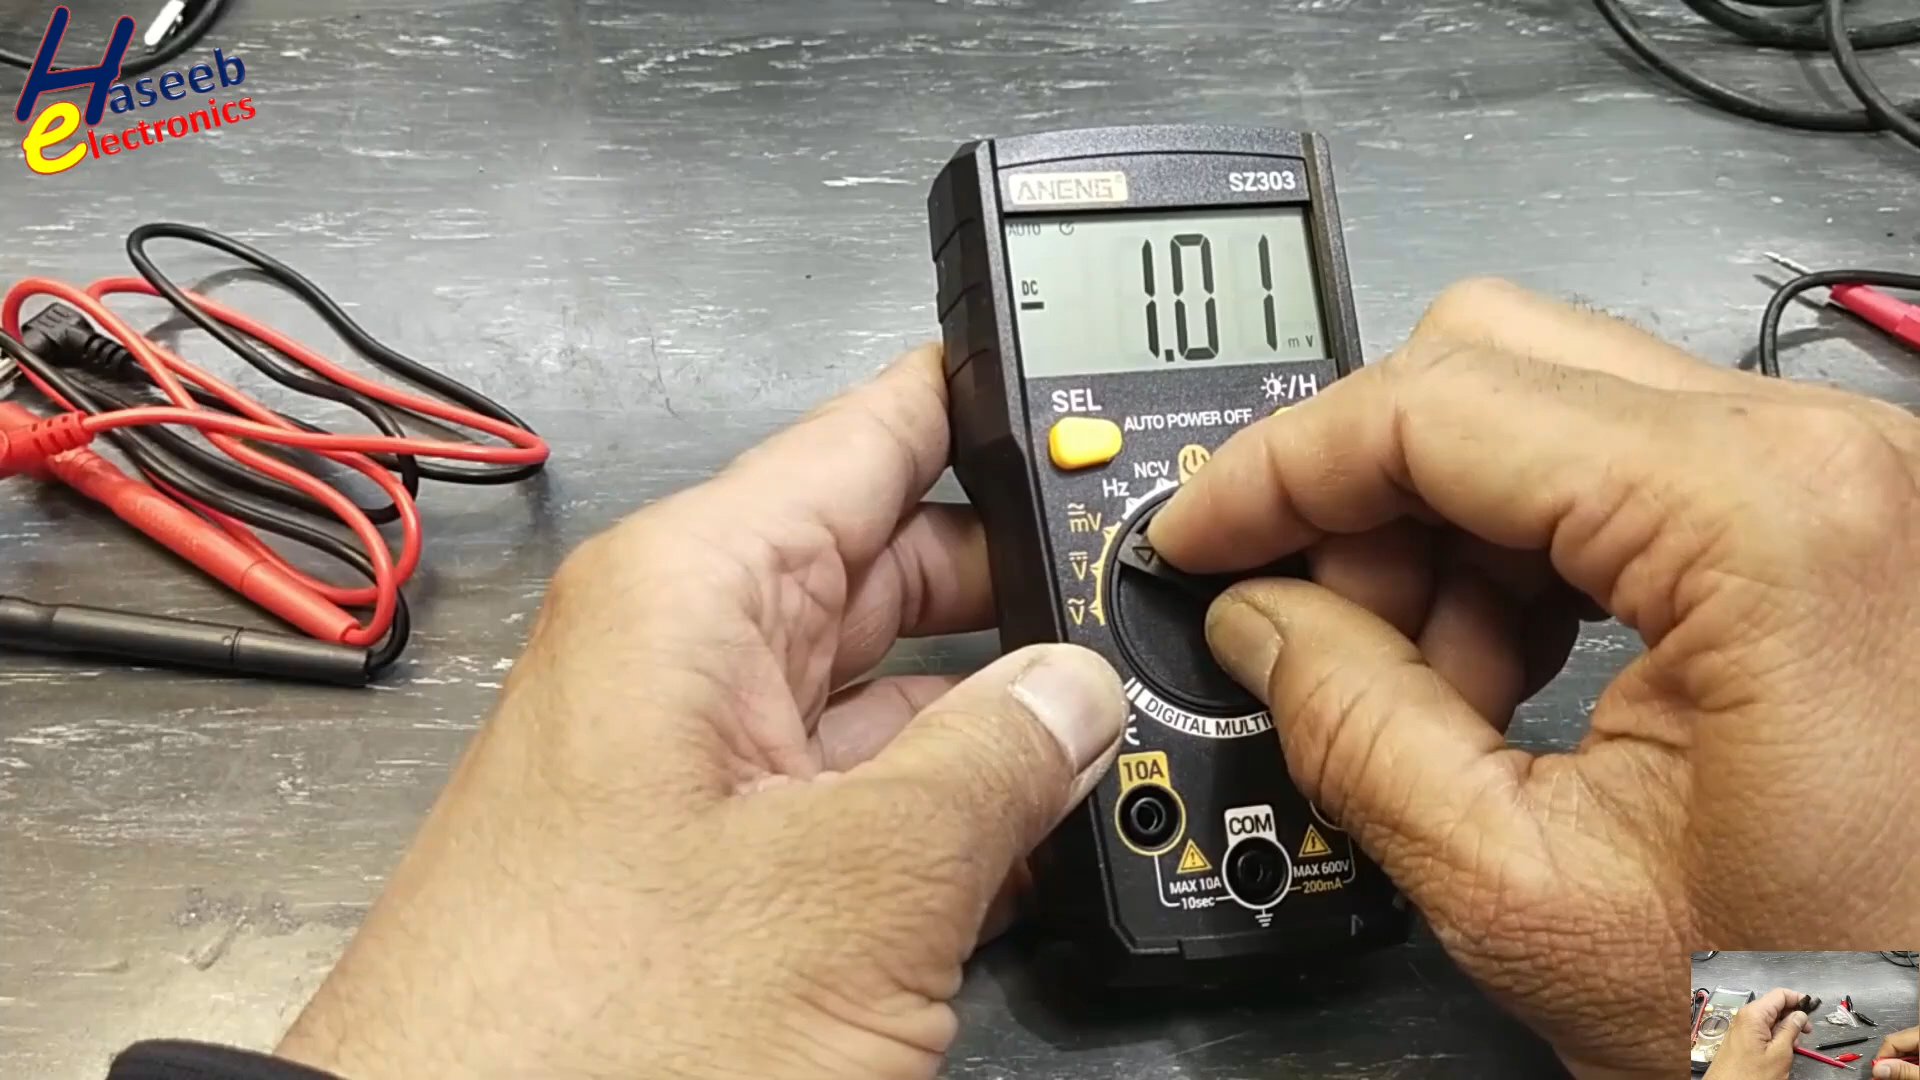 Haseeb
electronics
ANENG
SZ303
AUTO
DC
1.01
m V
SEL
/H
AUTO POWER OFF
NCV
Hz
mV
V
V
DIGITAL MULTI
10A
COM
MAX 10A
10sec
MAX 600V
200mA